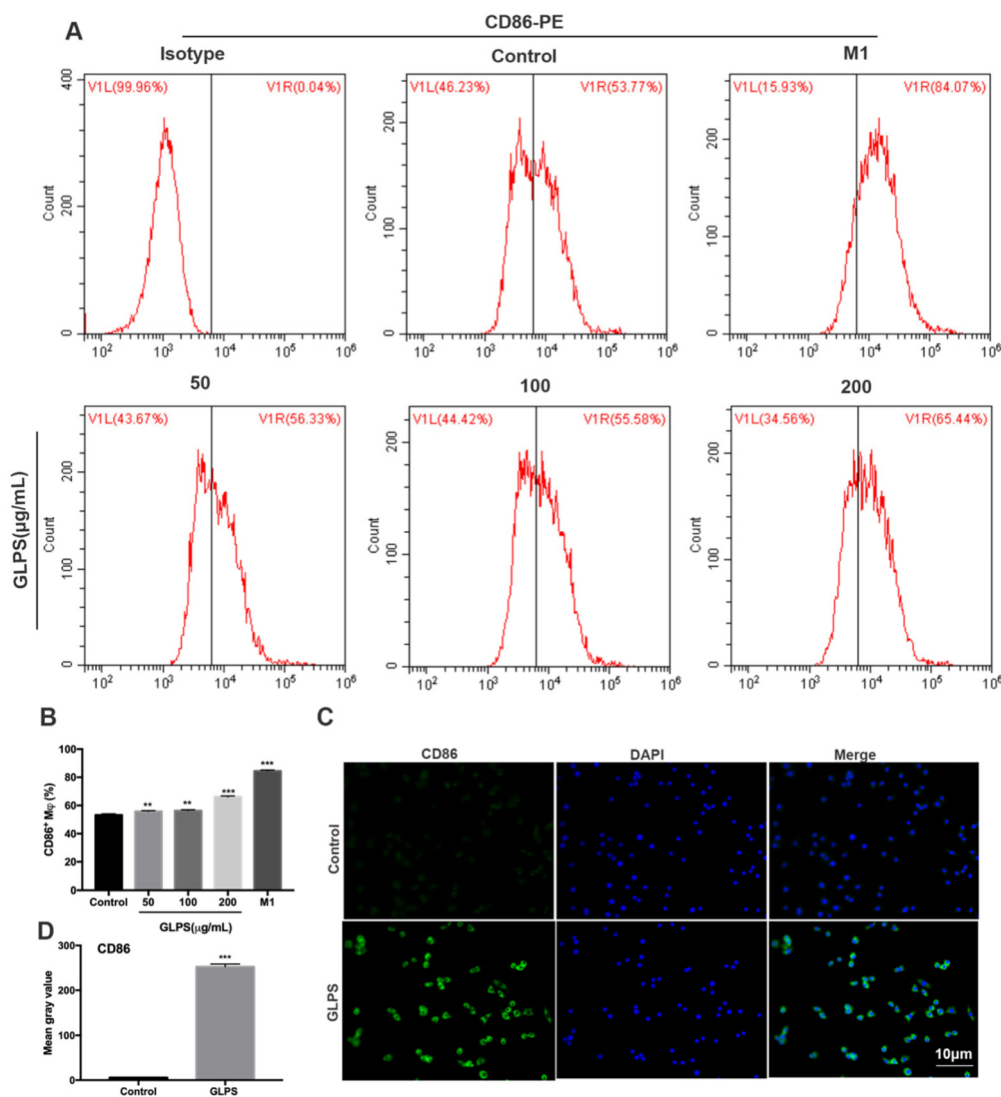 A
CD86-PE
Isotype
Control
M1
V1L(99.96%) V1R(0.04%)
V1L(46.23%) V1R(53.77%)
V1L(15.93%) V1R(84.07%)
Count
400
200
0
10² 10³ 10⁴ 10⁵ 10⁶
Count
200
100
0
10² 10³ 10⁴ 10⁵ 10⁶
Count
200
100
0
10² 10³ 10⁴ 10⁵ 10⁶
GLPS(μg/mL)
50
100
200
V1L(43.67%) V1R(56.33%)
V1L(44.42%) V1R(55.58%)
V1L(34.56%) V1R(65.44%)
Count
200
100
0
10² 10³ 10⁴ 10⁵ 10⁶
Count
200
100
0
10² 10³ 10⁴ 10⁵ 10⁶
Count
200
100
0
10² 10³ 10⁴ 10⁵ 10⁶
B
CD86⁺ Mφ (%)
100
80
60
40
20
0
** ** *** ***
Control 50 100 200 M1
GLPS(μg/mL)
D
CD86
Mean gray value
300
200
100
0
***
Control GLPS
C
CD86 DAPI Merge
Control
GLPS
10μm